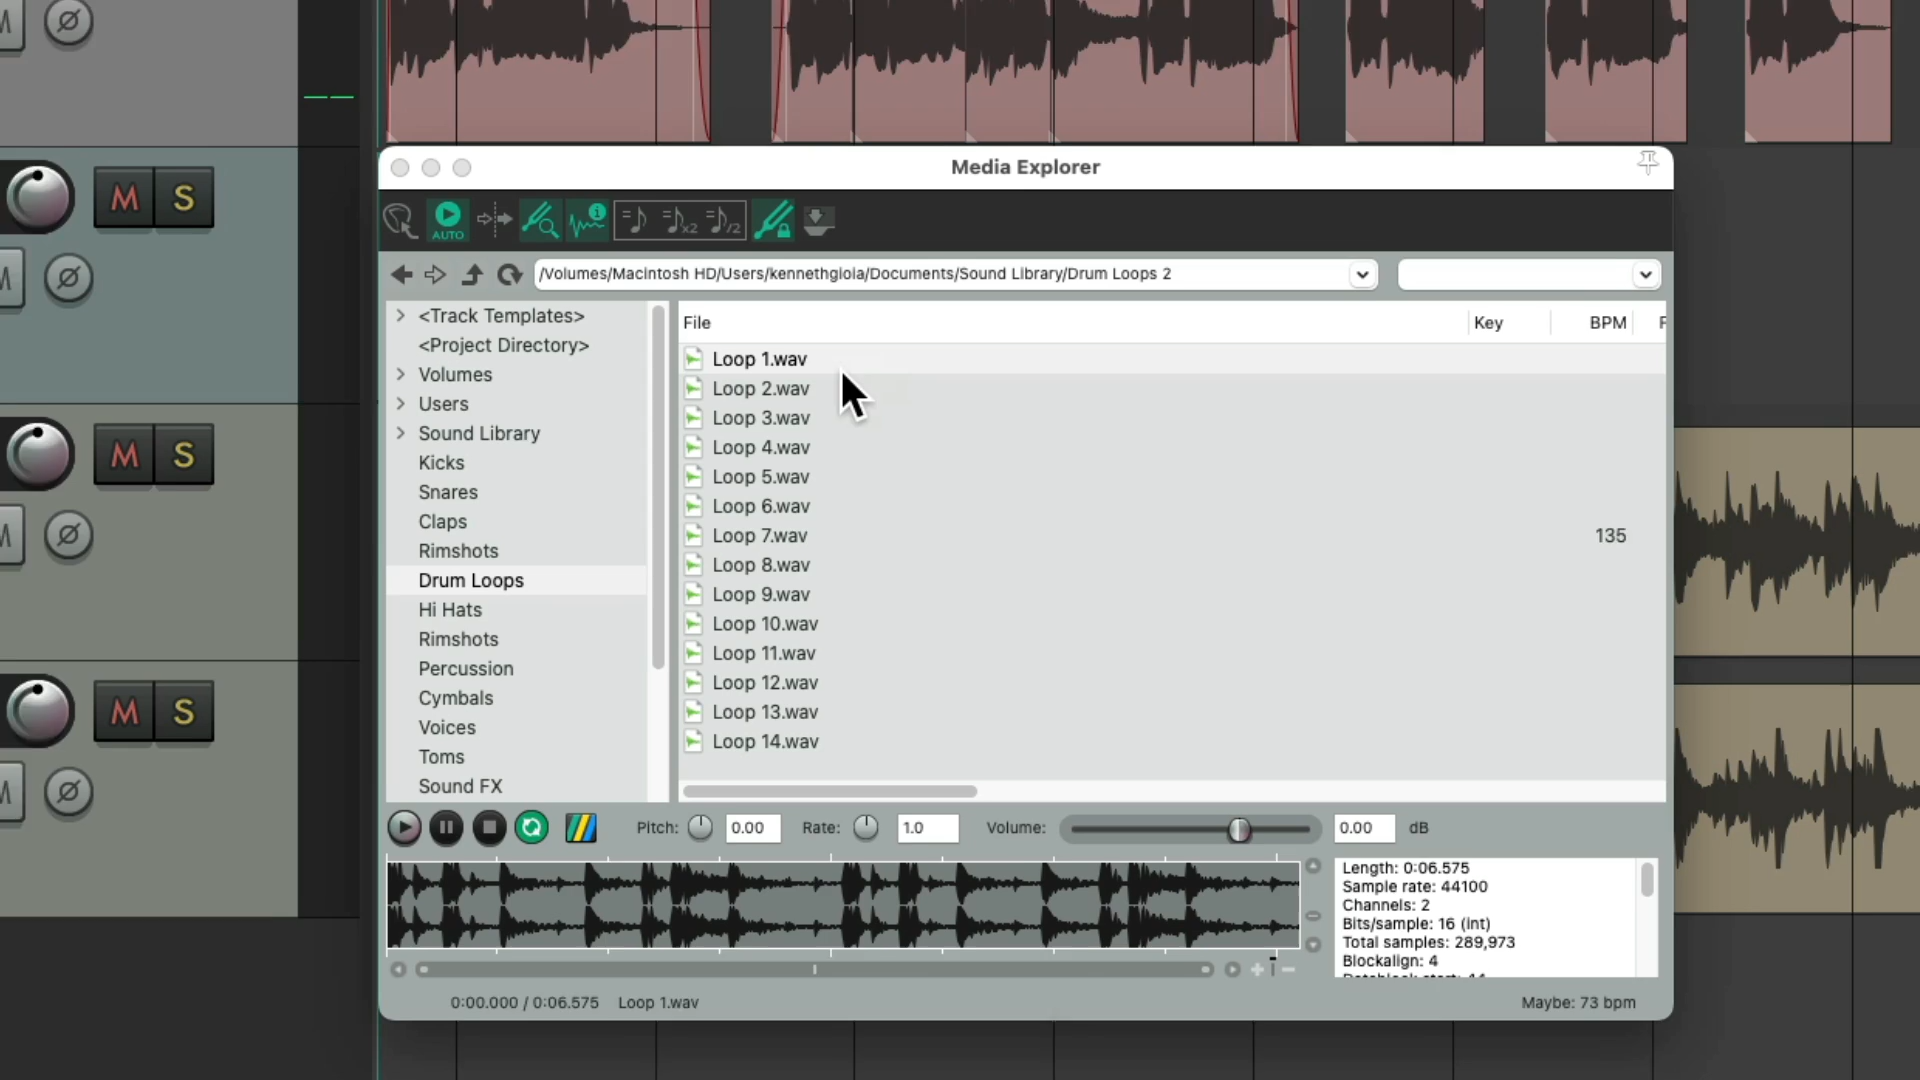 Media Explorer
AUTO
x2
/2
/Volumes/Macintosh HD/Users/kennethgioia/Documents/Sound Library/Drum Loops 2
<Track Templates>
<Project Directory>
Volumes
Users
Sound Library
Kicks
Snares
Claps
Rimshots
Drum Loops
Hi Hats
Rimshots
Percussion
Cymbals
Voices
Toms
Sound FX
File Key BPM F
Loop 1.wav
Loop 2.wav
Loop 3.wav
Loop 4.wav
Loop 5.wav
Loop 6.wav
Loop 7.wav 135
Loop 8.wav
Loop 9.wav
Loop 10.wav
Loop 11.wav
Loop 12.wav
Loop 13.wav
Loop 14.wav
Pitch: 0.00 Rate: 1.0 Volume: 0.00 dB
Length: 0:06.575
Sample rate: 44100
Channels: 2
Bits/sample: 16 (int)
Total samples: 289,973
Blockalign: 4
0:00.000 / 0:06.575 Loop 1.wav
Maybe: 73 bpm
M S
M S
M S